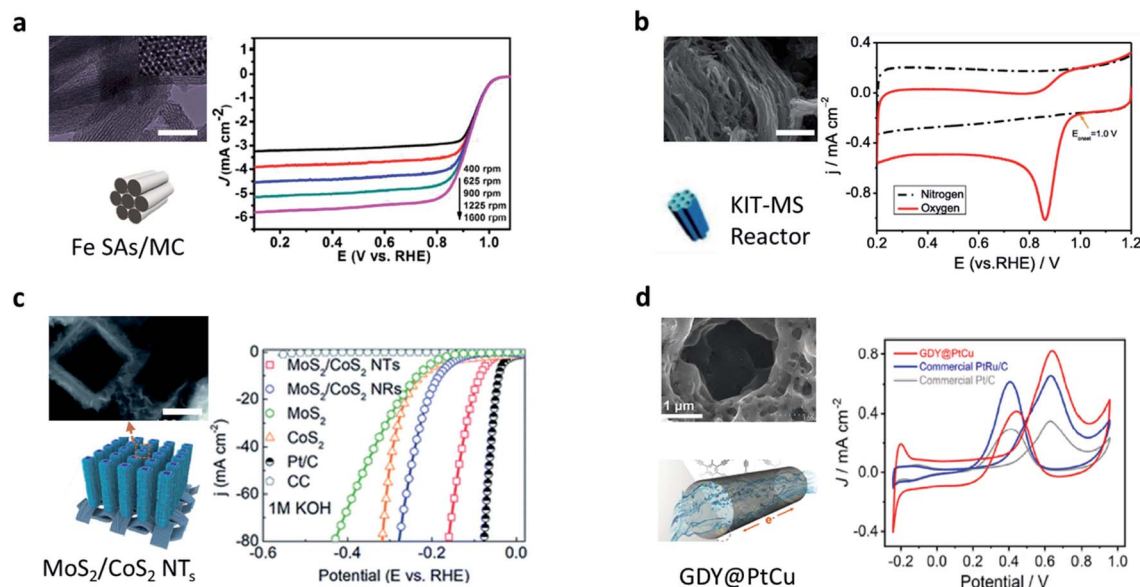 a
J (mA cm⁻²)
1
0
-1
-2
-3
-4
-5
-6
400 rpm
625 rpm
900 rpm
1225 rpm
1600 rpm
0.2 0.4 0.6 0.8 1.0
E (V vs. RHE)
Fe SAs/MC
b
KIT-MS
Reactor
j / mA cm⁻²
0.4
0.0
-0.4
-0.8
E onset =1.0 V
Nitrogen
Oxygen
0.2 0.4 0.6 0.8 1.0 1.2
E (vs.RHE) / V
c
MoS₂/CoS₂ NTₛ
j (mA cm⁻²)
0
-20
-40
-60
-80
MoS₂/CoS₂ NTs
MoS₂/CoS₂ NRs
MoS₂
CoS₂
Pt/C
CC
1M KOH
-0.6 -0.4 -0.2 0.0
Potential (E vs. RHE)
d
1 μm
e-
GDY@PtCu
J / mA cm⁻²
0.8
0.4
0.0
-0.4
GDY@PtCu
Commercial PtRu/C
Commercial Pt/C
-0.2 0.0 0.2 0.4 0.6 0.8 1.0
Potential / V